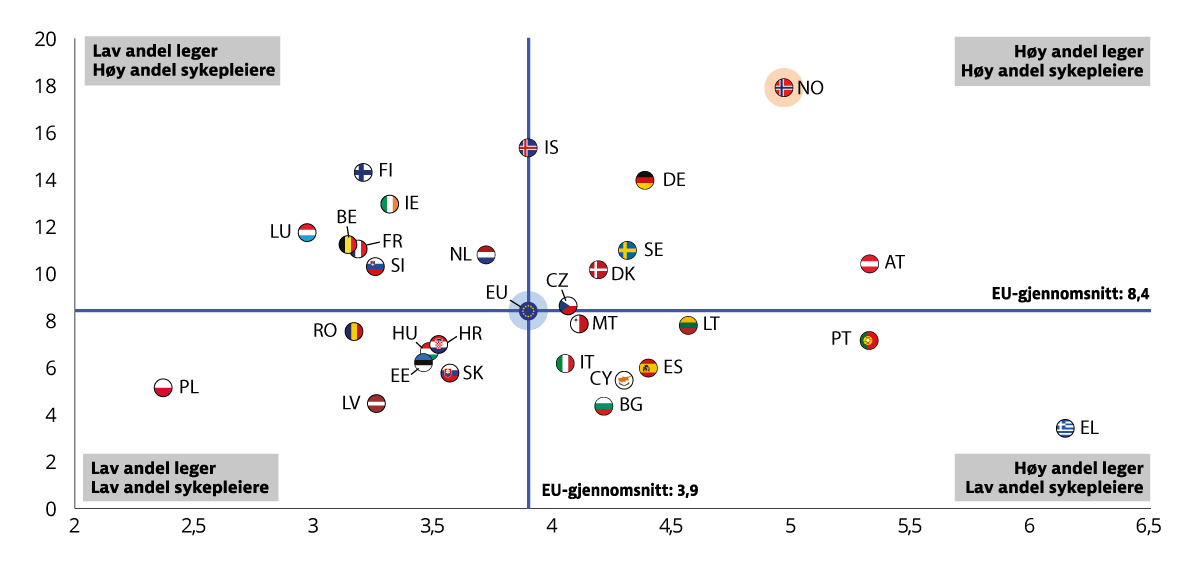 20
Lav andel leger
Høy andel sykepleiere
Høy andel leger
Høy andel sykepleiere
18
NO
16
IS
14
FI
DE
IE
12
LU
BE
FR
NL
SE
10
SI
DK
AT
CZ
EU
EU-gjennomsnitt: 8,4
8
RO
HU
HR
MT
LT
PT
6
EE
SK
IT
CY
ES
PL
4
LV
BG
EL
2
Lav andel leger
Lav andel sykepleiere
EU-gjennomsnitt: 3,9
Høy andel leger
Lav andel sykepleiere
0
2
2,5
3
3,5
4
4,5
5
5,5
6
6,5